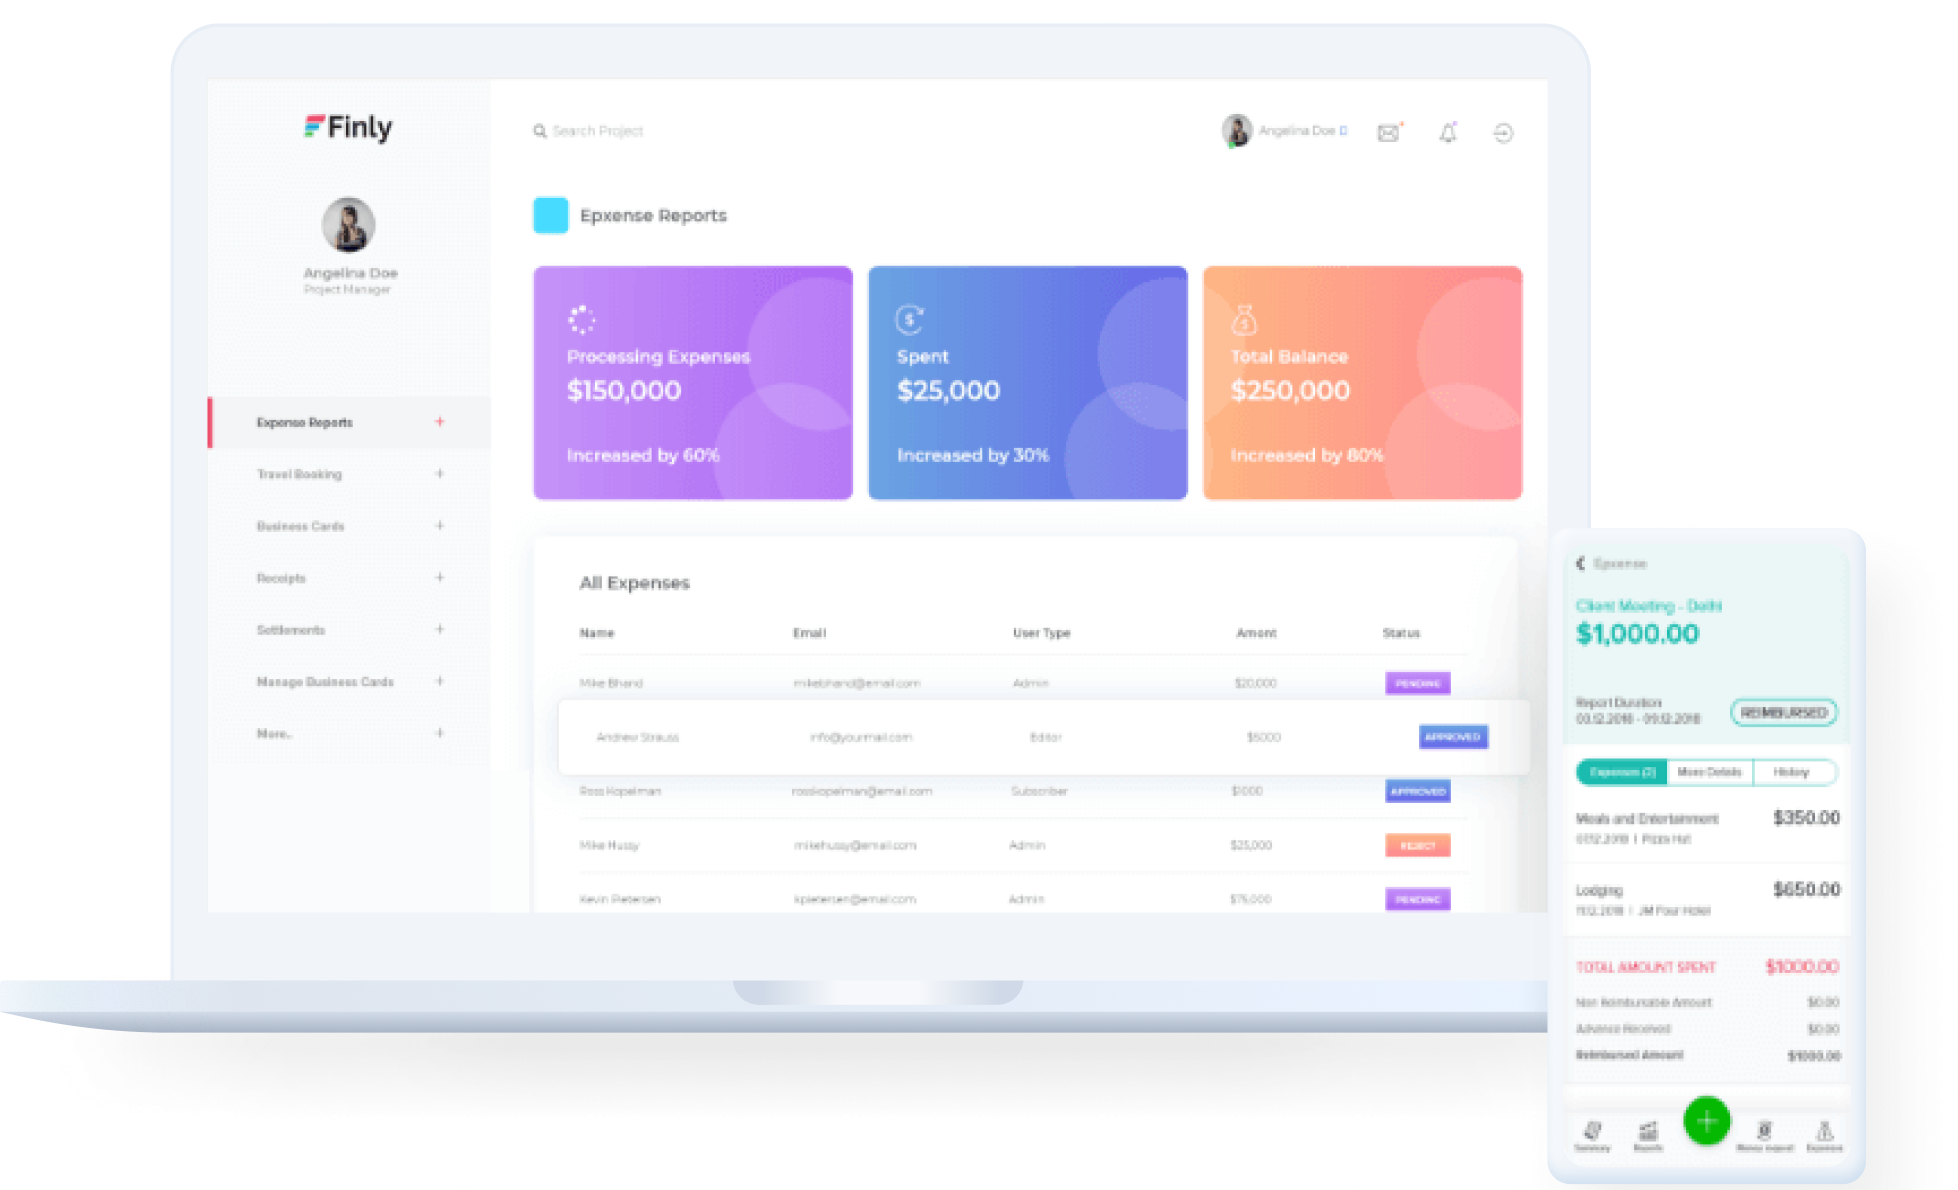 Finly
Search Project
Angelina Doe
Angelina Doe
Project Manager
Expense Reports
Travel Booking
Business Cards
Receipts
Settlements
Manage Business Cards
More..
Epxense Reports
Processing Expenses
$150,000
Increased by 60%
Spent
$25,000
Increased by 30%
Total Balance
$250,000
Increased by 80%
All Expenses
Name Email User Type Amont Status
Mike Bhand mikebhand@email.com Admin $20,000 PENDING
Andrew Strauss info@yourmail.com Editor $5000 APPROVED
Ross Kopelman rosskopelman@email.com Subscriber $1000 APPROVED
Mike Hussy mikehussy@email.com Admin $25,000 REJECT
Kevin Pietersen kpietersen@email.com Admin $75,000 PENDING
Epxense
Client Meeting - Delhi
$1,000.00
Report Duration
03.12.2018 - 09.12.2018
REIMBURSED
Expenses (2) More Details History
Meals and Entertainment $350.00
07.12.2018 | Pizza Hut
Lodging $650.00
11.12.2018 | JM Four Hotel
TOTAL AMOUNT SPENT $1000.00
Non Reimbursable Amount $0.00
Advance Received $0.00
Reimbursed Amount $1000.00
Summary Reports Money request Expenses